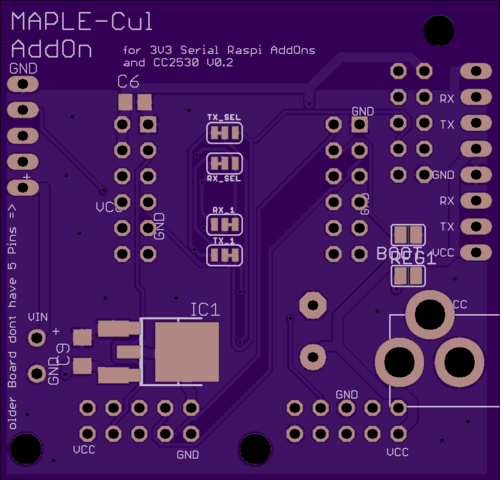 MAPLE-Cul
AddOn
for 3V3 Serial Raspi AddOns
and CC2530 V0.2
GND
C6
TX_SEL
GND
RX
TX
+
RX_SEL
GND
VCC
GND
RX_1
GND
RX
TX
TX_1
BOOT
REG1
VCC
older Board dont have 5 Pins =>
VIN
+
IC1
CC
C9
GND
GND
VCC
GND
VCC